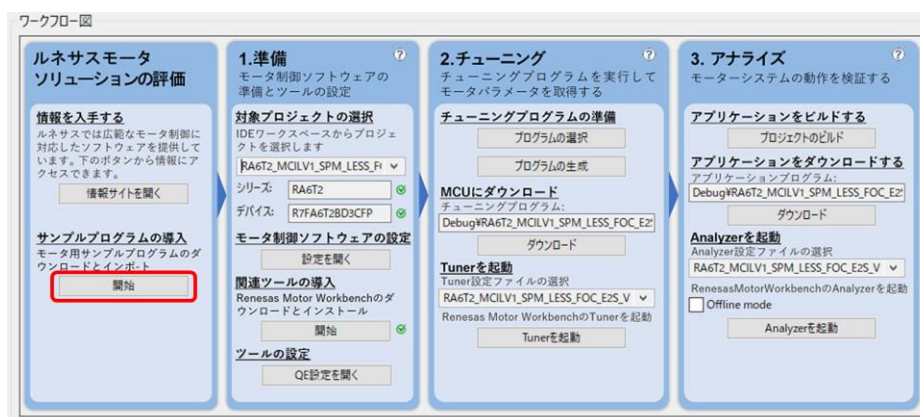 ワークフロー図
ルネサスモータ
ソリューションの評価
情報を入手する
ルネサスでは広範なモータ制御に
対応したソフトウェアを提供して
います。下のボタンから情報にア
クセスできます。
情報サイトを開く
サンプルプログラムの導入
モータ用サンプルプログラムのダ
ウンロードとインポート
開始
1.準備
?
モータ制御ソフトウェアの
準備とツールの設定
対象プロジェクトの選択
IDEワークスペースからプロジェ
クトを選択します
RA6T2_MCILV1_SPM_LESS_F(
シリーズ: RA6T2
デバイス: R7FA6T2BD3CFP
モータ制御ソフトウェアの設定
設定を開く
関連ツールの導入
Renesas Motor Workbenchのダ
ウンロードとインストール
開始
ツールの設定
QE設定を開く
2.チューニング
?
チューニングプログラムを実行して
モータパラメータを取得する
チューニングプログラムの準備
プログラムの選択
プログラムの生成
MCUにダウンロード
チューニングプログラム:
Debug¥RA6T2_MCILV1_SPM_LESS_FOC_E2S
ダウンロード
Tunerを起動
Tuner設定ファイルの選択
RA6T2_MCILV1_SPM_LESS_FOC_E2S_V
Renesas Motor WorkbenchのTunerを起動
Tunerを起動
3. アナライズ
?
モーターシステムの動作を検証する
アプリケーションをビルドする
プロジェクトのビルド
アプリケーションをダウンロードする
アプリケーションプログラム:
Debug¥RA6T2_MCILV1_SPM_LESS_FOC_E2S
ダウンロード
Analyzerを起動
Analyzer設定ファイルの選択
RA6T2_MCILV1_SPM_LESS_FOC_E2S_V
RenesasMotorWorkbenchのAnalyzerを起動
Offline mode
Analyzerを起動